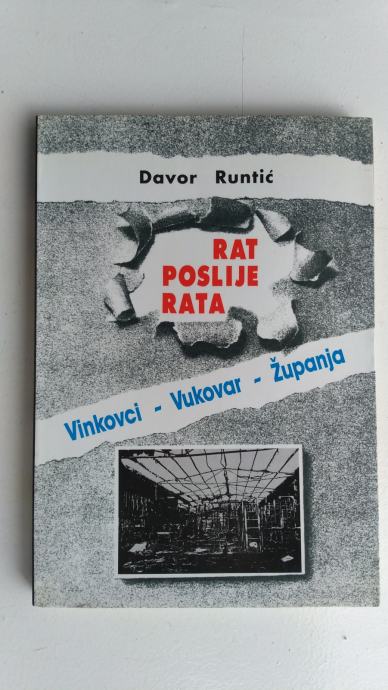 Davor Runtić
RAT
POSLIJE
RATA
Vinkovci - Vukovar - Županja